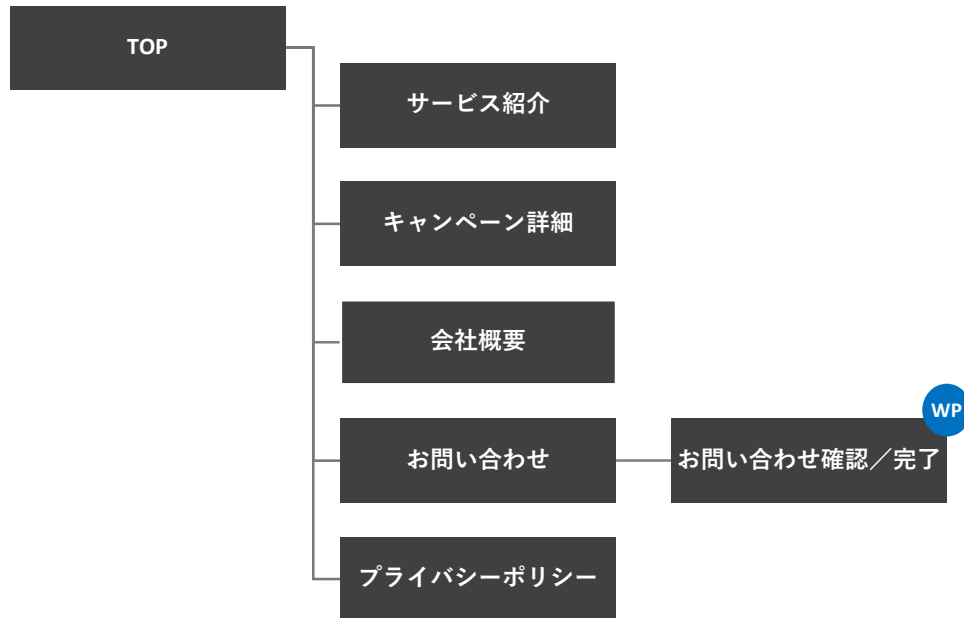 TOP
サービス紹介
キャンペーン詳細
会社概要
WP
お問い合わせ
お問い合わせ確認／完了
プライバシーポリシー